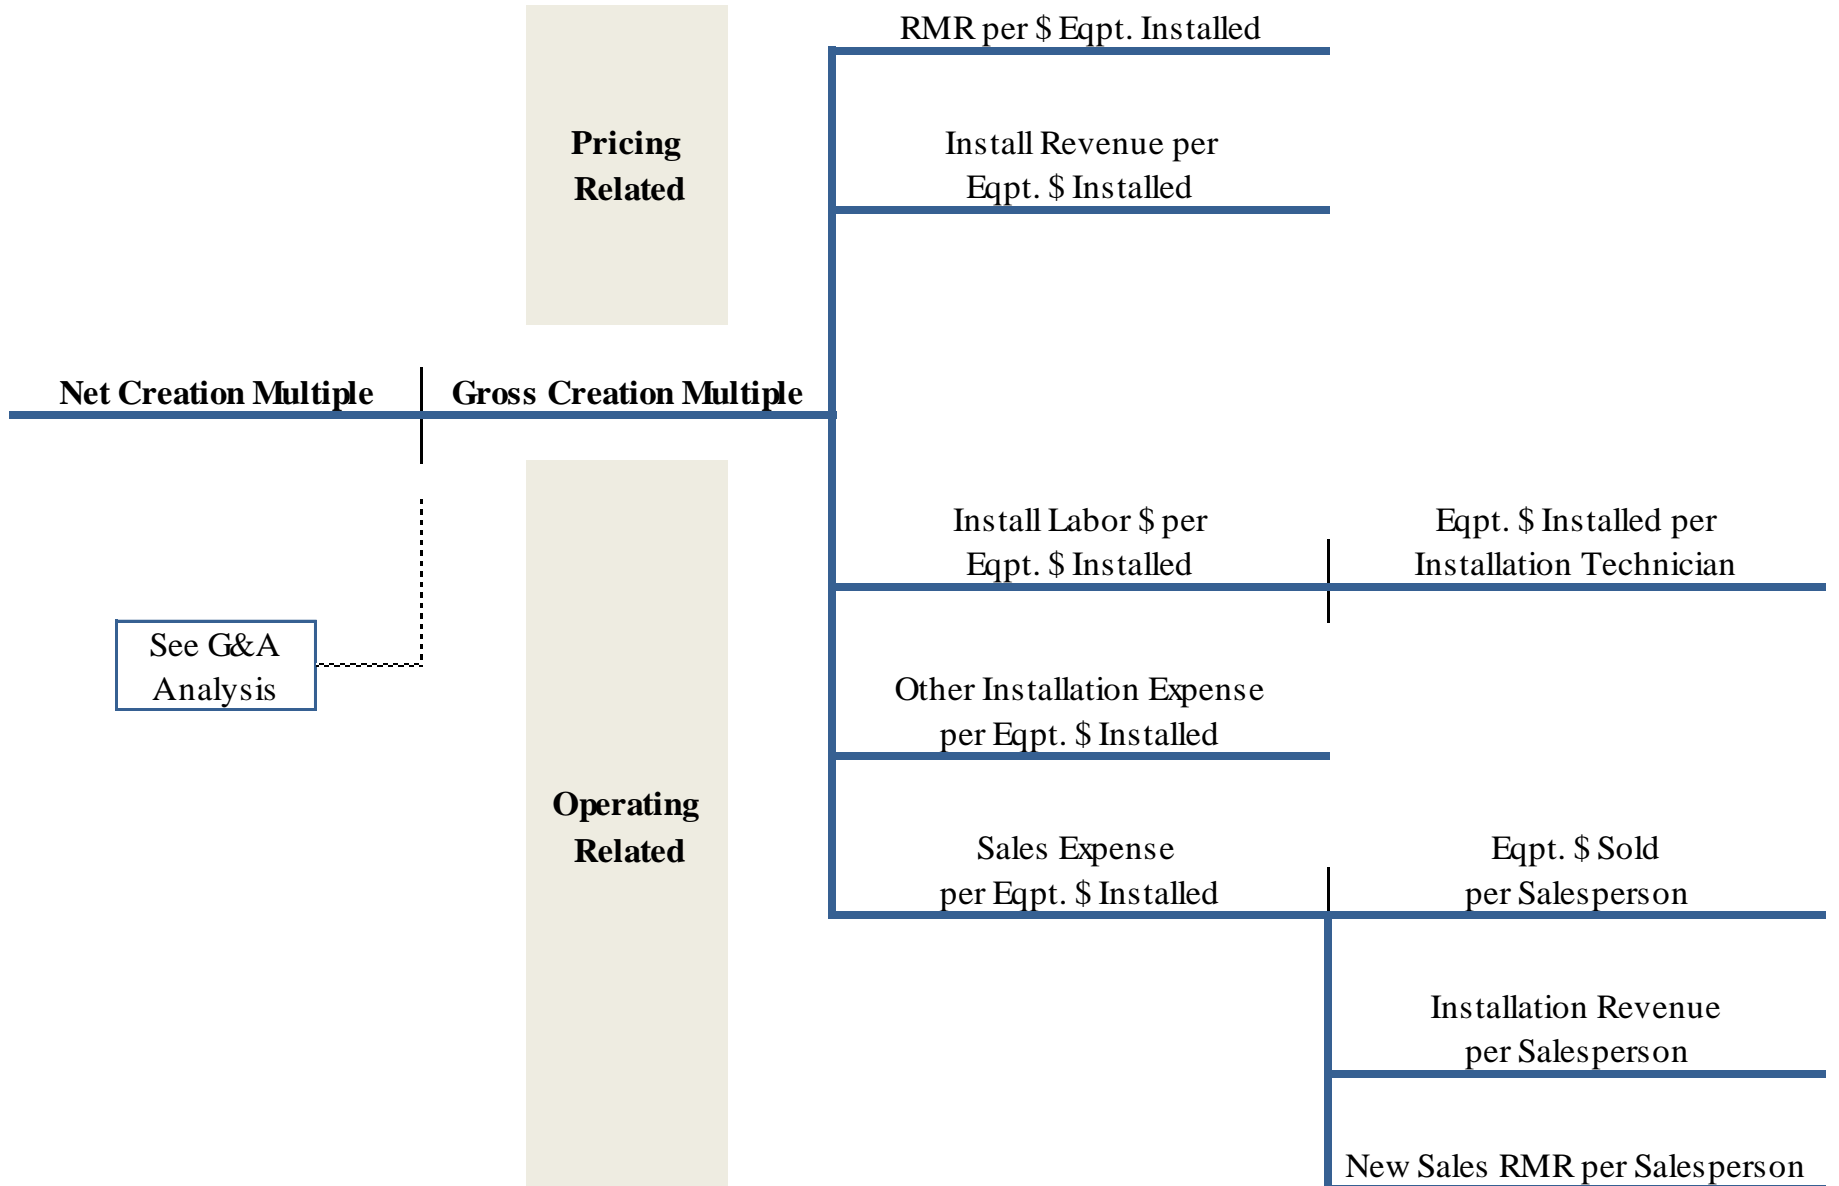 RMR per $ Eqpt. Installed
Pricing
Related
Install Revenue per
Eqpt. $ Installed
Net Creation Multiple
Gross Creation Multiple
Install Labor $ per
Eqpt. $ Installed
Eqpt. $ Installed per
Installation Technician
See G&A
Analysis
Other Installation Expense
per Eqpt. $ Installed
Operating
Related
Sales Expense
per Eqpt. $ Installed
Eqpt. $ Sold
per Salesperson
Installation Revenue
per Salesperson
New Sales RMR per Salesperson